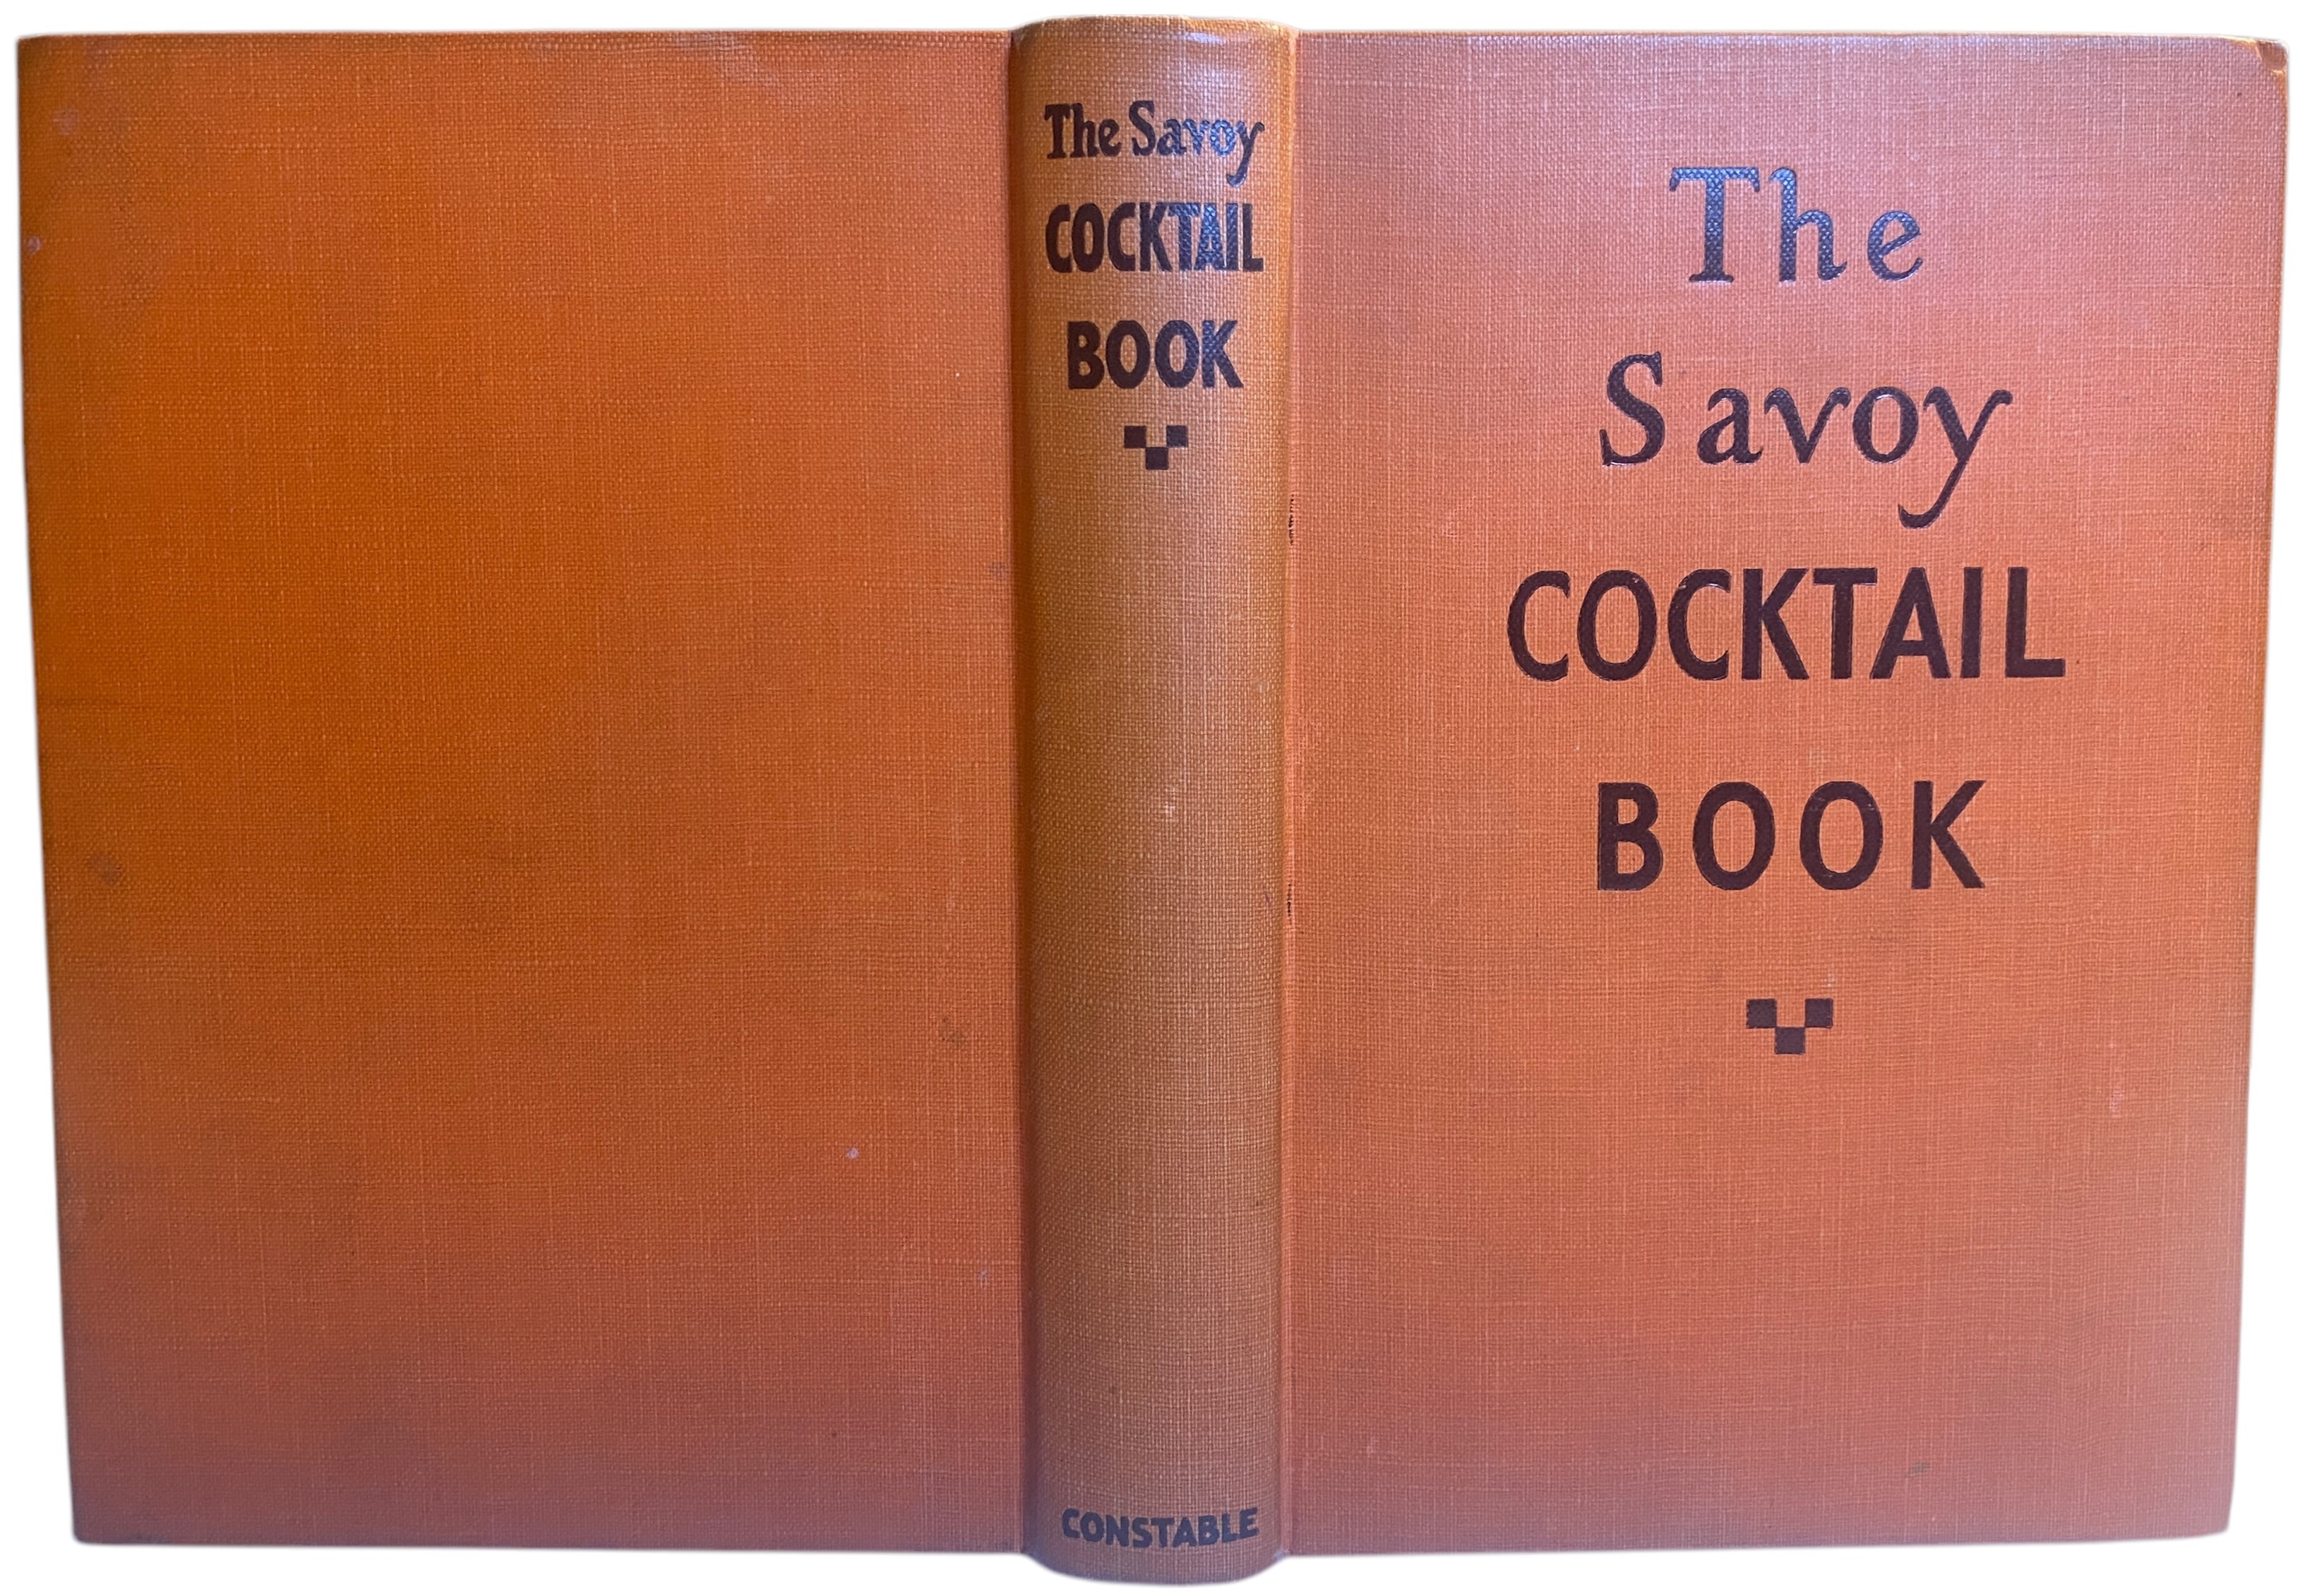 The Savoy
COCKTAIL
BOOK
CONSTABLE
The
Savoy
COCKTAIL
BOOK